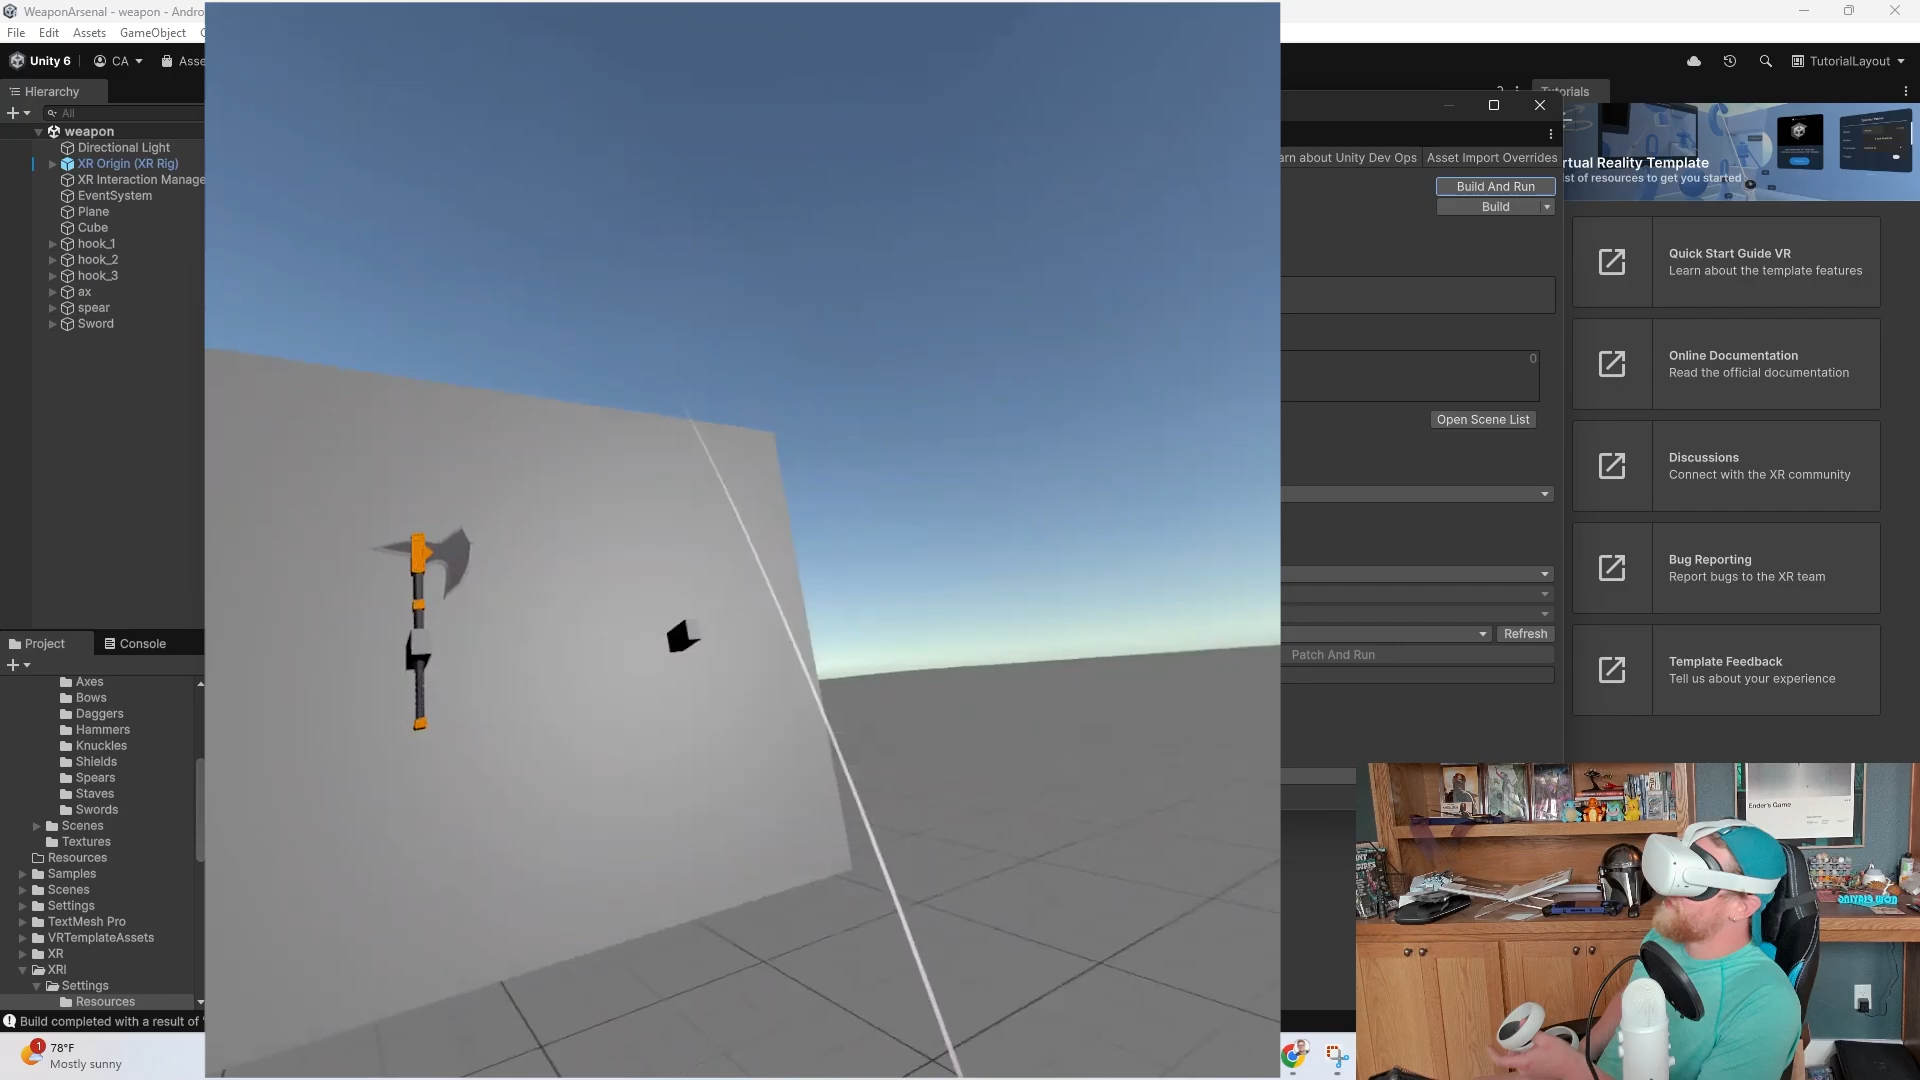 WeaponArsenal - weapon - Andro
File Edit Assets GameObject
Unity 6 CA Asse
TutorialLayout
Hierarchy
Tutorials
All
weapon
Directional Light
XR Origin (XR Rig)
XR Interaction Manage
EventSystem
Plane
Cube
hook_1
hook_2
hook_3
ax
spear
Sword
arn about Unity Dev Ops Asset Import Overrides
Build And Run
Build
0
Open Scene List
Refresh
Patch And Run
rtual Reality Template
ist of resources to get you started
Quick Start Guide VR
Learn about the template features
Online Documentation
Read the official documentation
Discussions
Connect with the XR community
Bug Reporting
Report bugs to the XR team
Template Feedback
Tell us about your experience
Project Console
Axes
Bows
Daggers
Hammers
Knuckles
Shields
Spears
Staves
Swords
Scenes
Textures
Resources
Samples
Scenes
Settings
TextMesh Pro
VRTemplateAssets
XR
XRI
Settings
Resources
Build completed with a result of '
1
78°F
Mostly sunny
Ender's Game